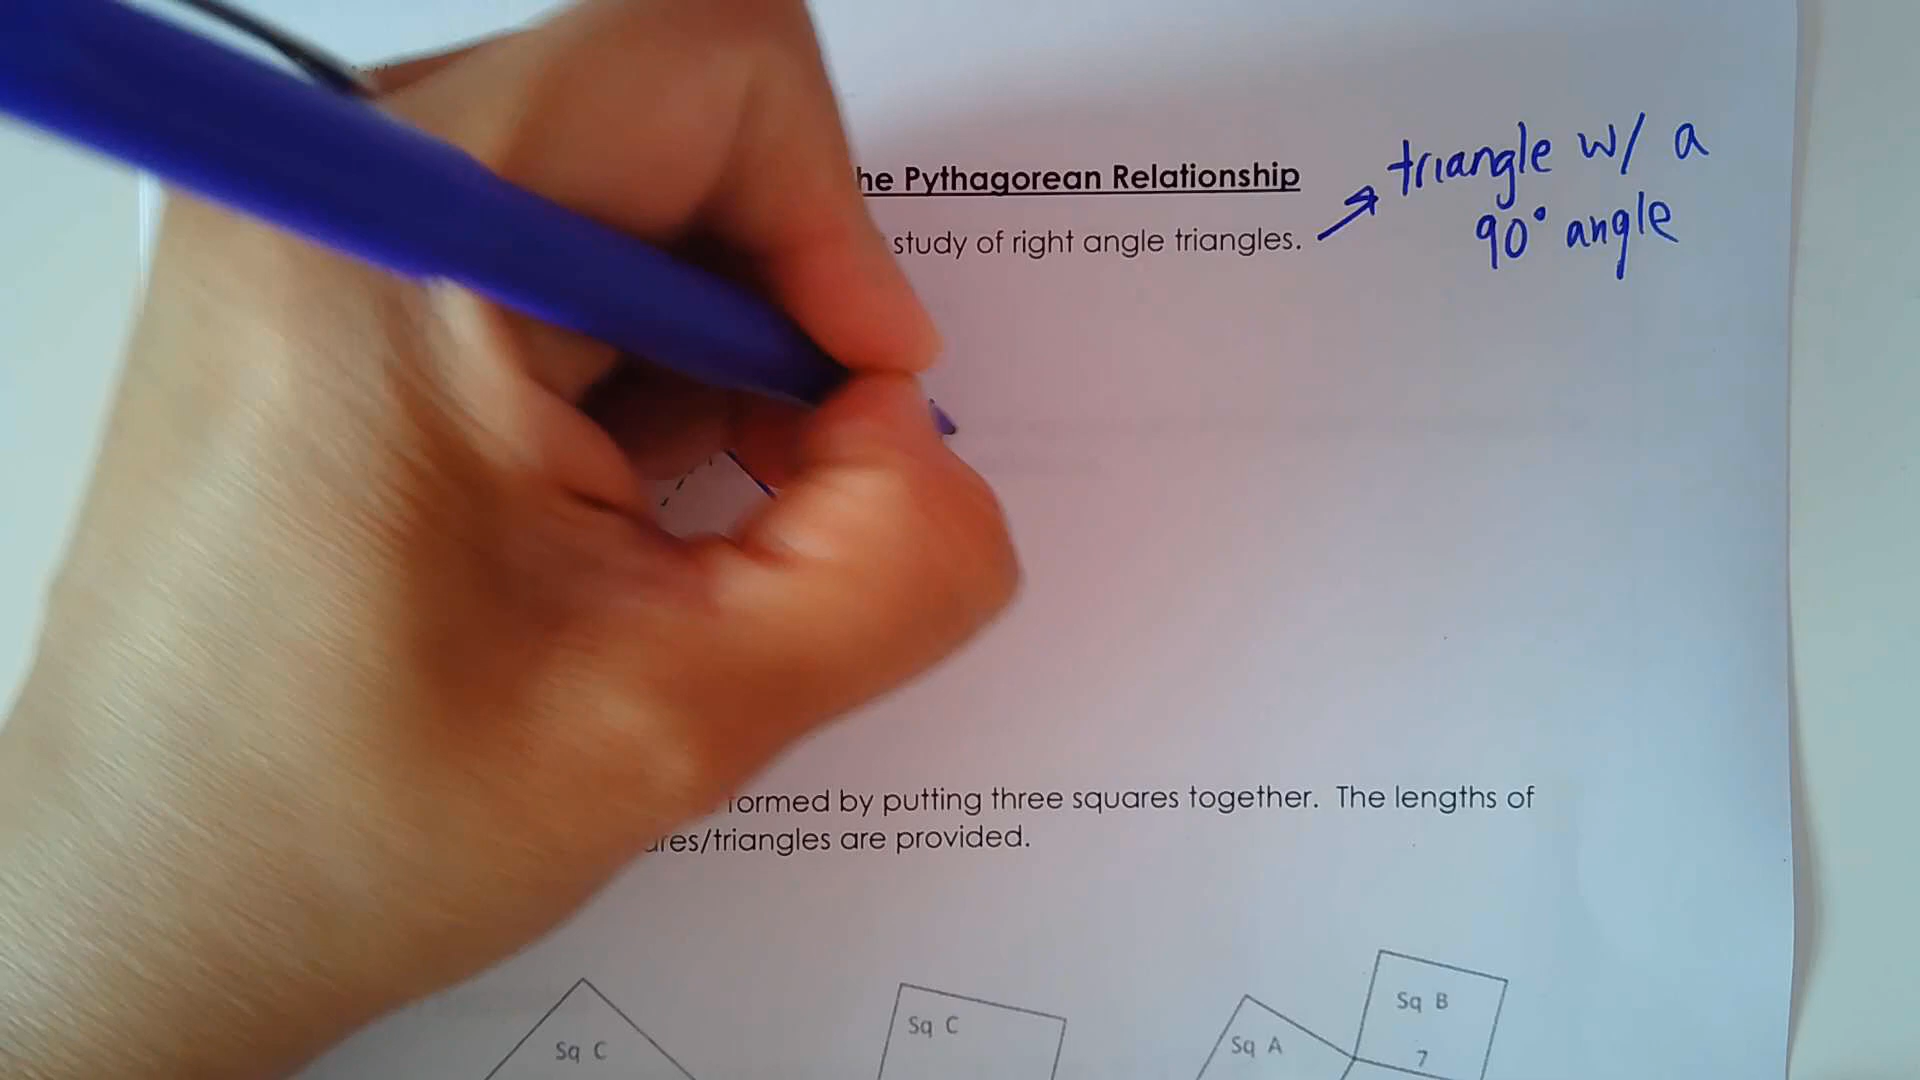 he Pythagorean Relationship
study of right angle triangles.
triangle w/ a
90° angle
formed by putting three squares together. The lengths of
ares/triangles are provided.
Sq C
Sq C
Sq A
Sq B
7